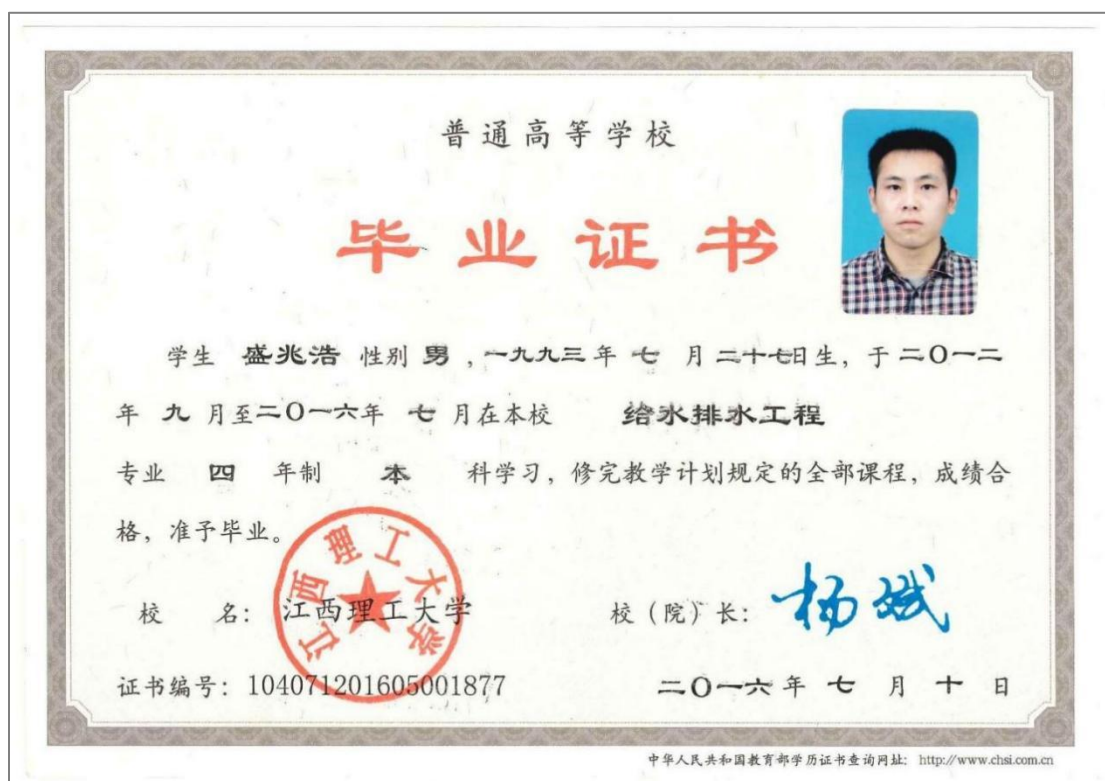 普通高等学校
毕业证书
学生 盛兆浩 性别 男 ,一九九三年 七 月 二十七日生，于 二〇一二
年 九 月至二〇一六年 七 月在本校 给水排水工程
专业 四 年制 本 科学习，修完教学计划规定的全部课程，成绩合
格，准予毕业。
江西理工大学
校 名：江西理工大学 校（院）长：杨斌
证书编号：104071201605001877 二〇一六年 七 月 十 日
中华人民共和国教育部学历证书查询网址：http://www.chsi.com.cn